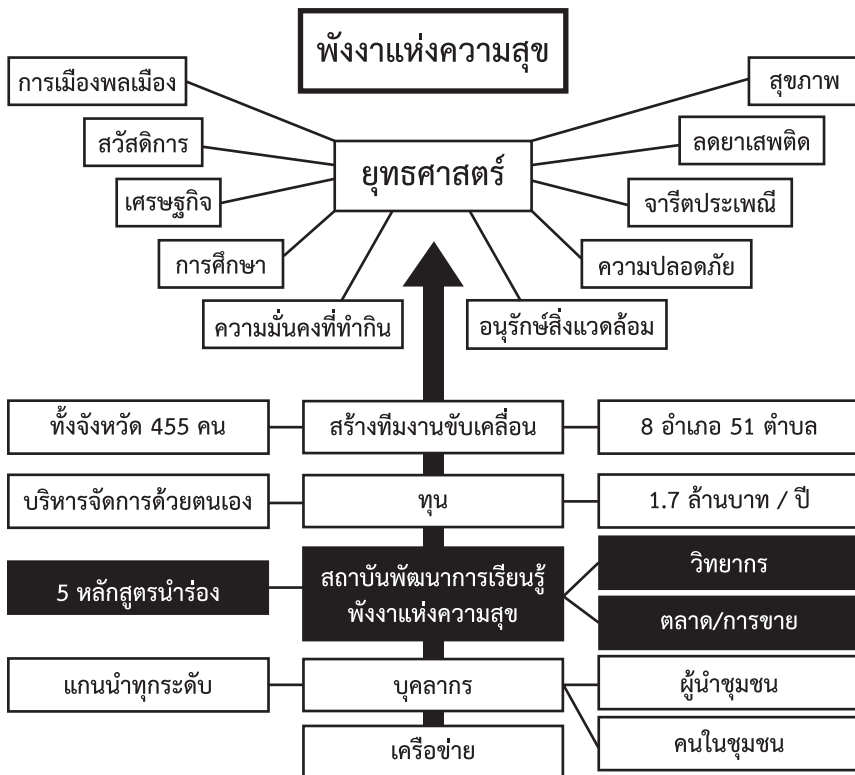 พังงาแห่งความสุข
การเมืองพลเมือง
สุขภาพ
สวัสดิการ
ลดยาเสพติด
ยุทธศาสตร์
เศรษฐกิจ
จารีตประเพณี
การศึกษา
ความปลอดภัย
ความมั่นคงที่ทำกิน
อนุรักษ์สิ่งแวดล้อม
ทั้งจังหวัด 455 คน
สร้างทีมงานขับเคลื่อน
8 อำเภอ 51 ตำบล
บริหารจัดการด้วยตนเอง
ทุน
1.7 ล้านบาท / ปี
5 หลักสูตรนำร่อง
สถาบันพัฒนาการเรียนรู้
พังงาแห่งความสุข
วิทยากร
ตลาด/การขาย
แกนนำทุกระดับ
บุคลากร
ผู้นำชุมชน
คนในชุมชน
เครือข่าย